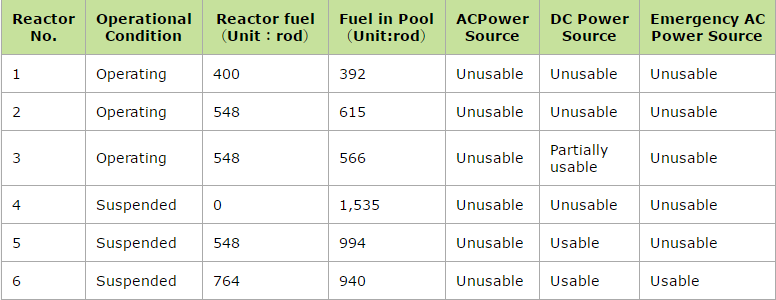 Reactor No. Operational Condition Reactor fuel (Unit：rod) Fuel in Pool (Unit:rod) ACPower Source DC Power Source Emergency AC Power Source
1 Operating 400 392 Unusable Unusable Unusable
2 Operating 548 615 Unusable Unusable Unusable
3 Operating 548 566 Unusable Partially usable Unusable
4 Suspended 0 1,535 Unusable Unusable Unusable
5 Suspended 548 994 Unusable Usable Unusable
6 Suspended 764 940 Unusable Usable Usable